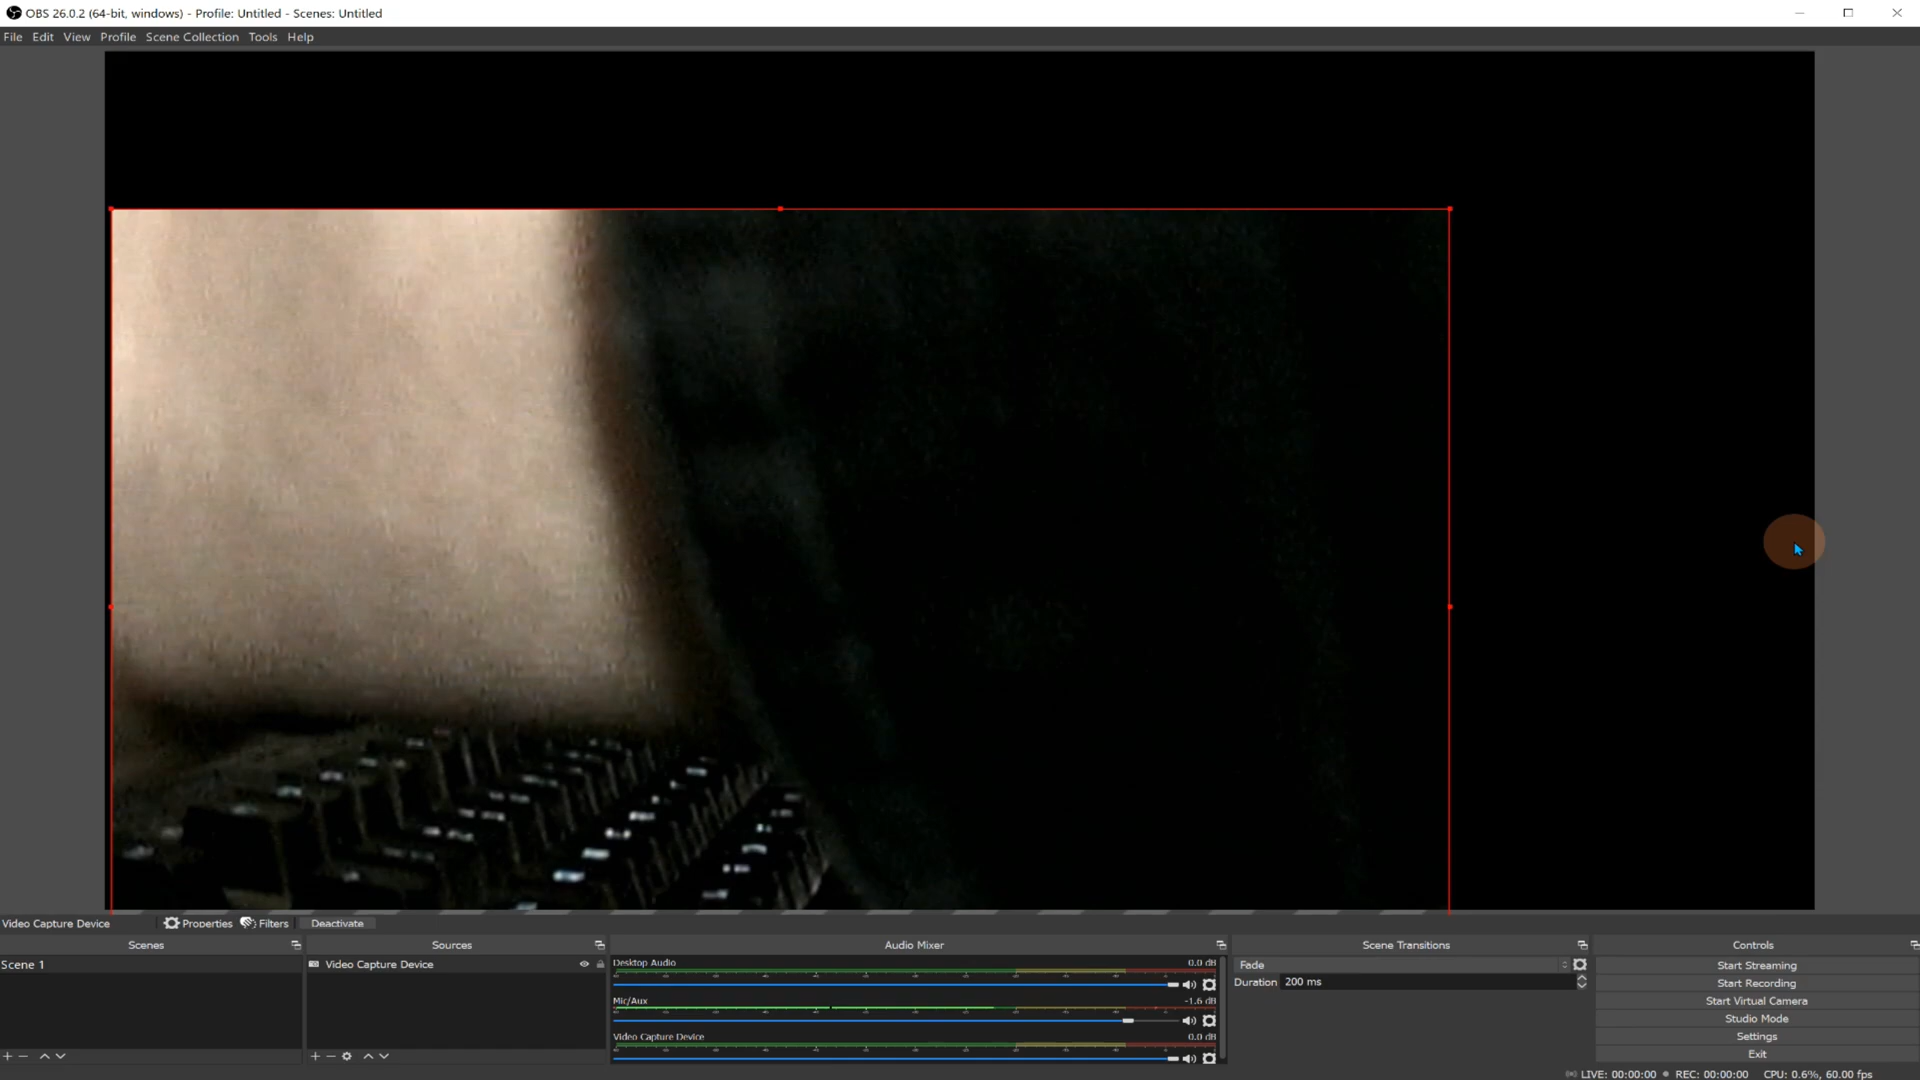 OBS 26.0.2 (64-bit, windows) - Profile: Untitled - Scenes: Untitled
File Edit View Profile Scene Collection Tools Help
Video Capture Device Properties Filters Deactivate
Scenes Sources Audio Mixer Scene Transitions Controls
Scene 1
Video Capture Device
Desktop Audio 0.0 dB
Mic/Aux -1.6 dB
Video Capture Device 0.0 dB
Fade
Duration 200 ms
Start Streaming
Start Recording
Start Virtual Camera
Studio Mode
Settings
Exit
LIVE: 00:00:00 REC: 00:00:00 CPU: 0.6%, 60.00 fps